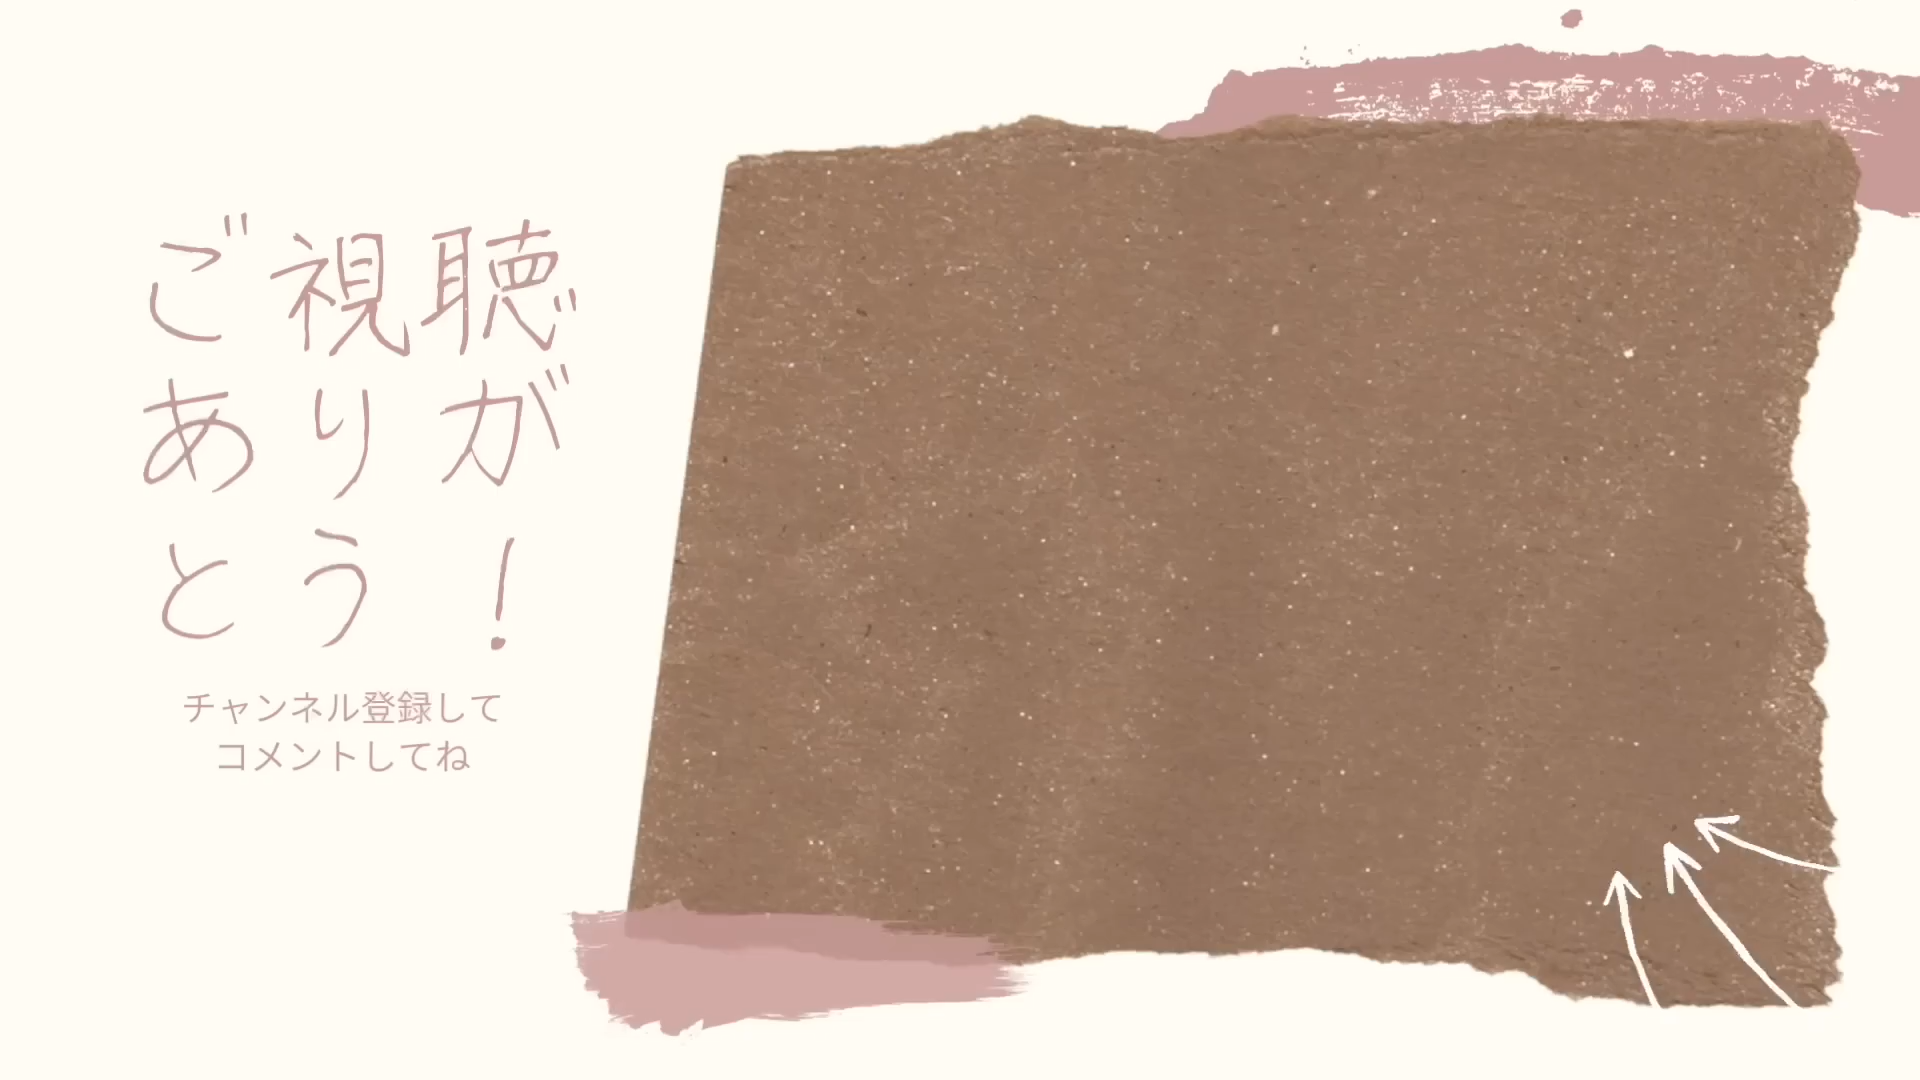 ご視聴
ありが
とう！
チャンネル登録して
コメントしてね